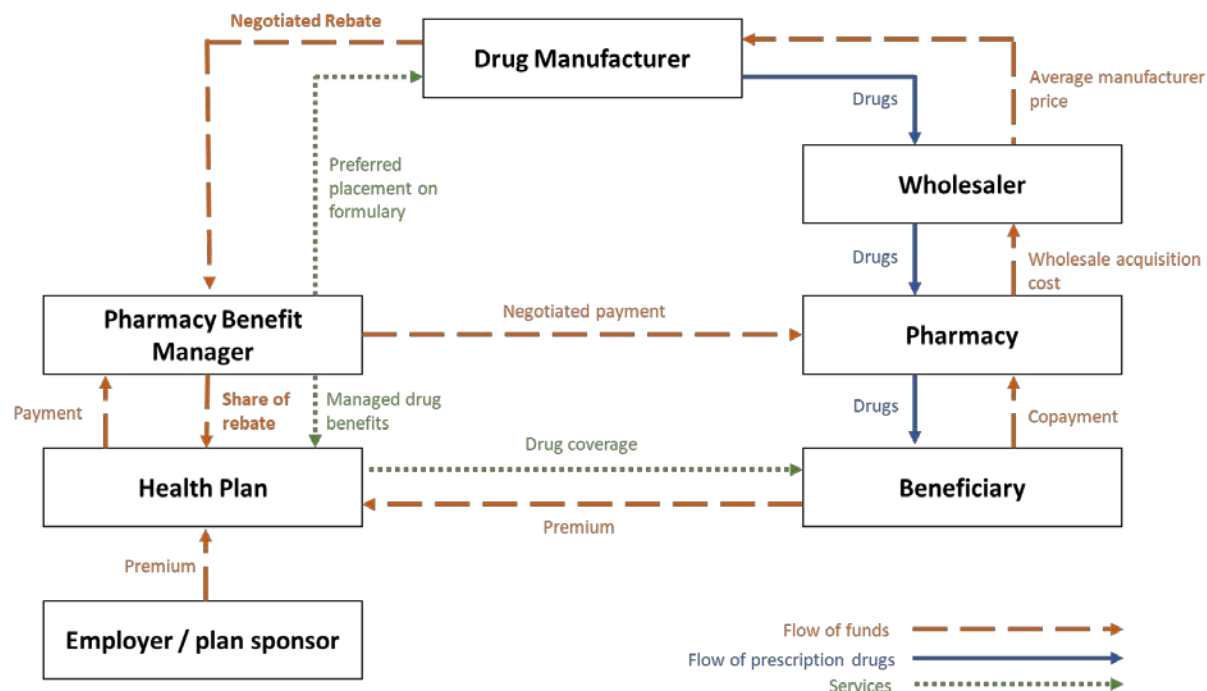 Negotiated Rebate
Drug Manufacturer
Average manufacturer
price
Drugs
Preferred
placement on
formulary
Wholesaler
Drugs
Wholesale acquisition
cost
Pharmacy Benefit
Manager
Negotiated payment
Pharmacy
Payment
Share of
rebate
Managed drug
benefits
Drugs
Copayment
Drug coverage
Health Plan
Beneficiary
Premium
Premium
Employer / plan sponsor
Flow of funds
Flow of prescription drugs
Services